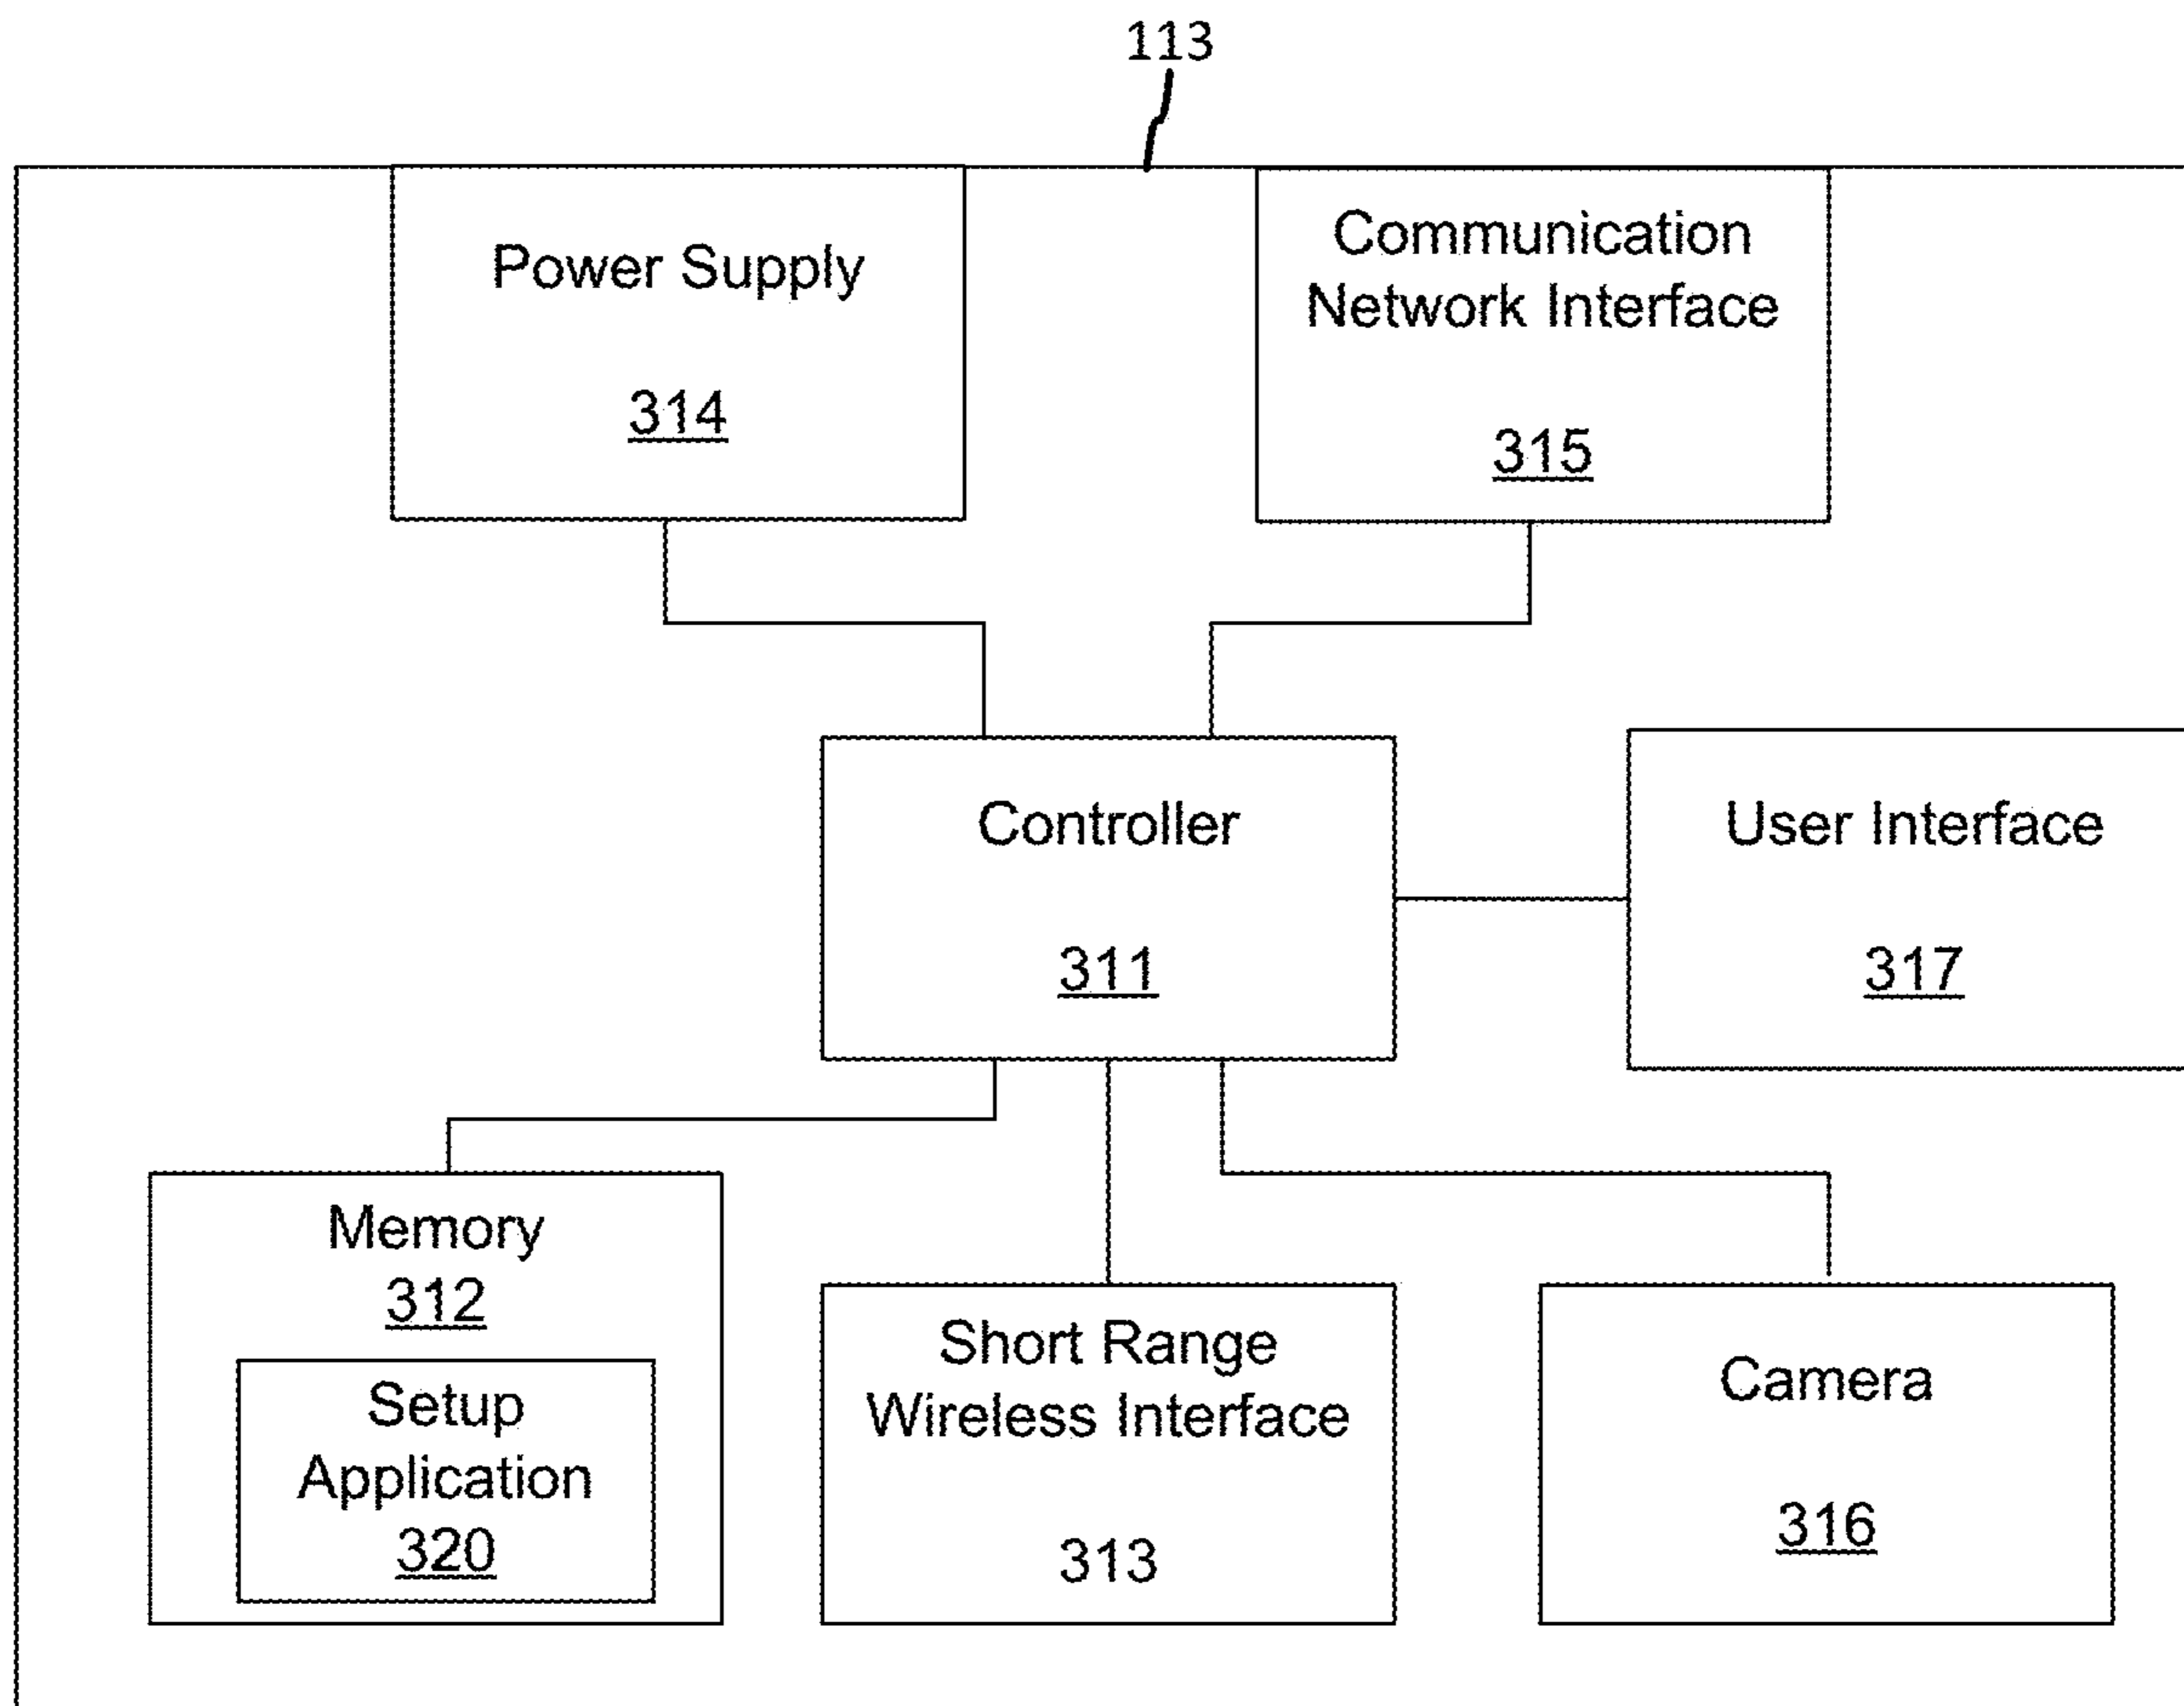 113
Power Supply
314
Communication
Network Interface
315
Controller
311
User Interface
317
Memory
312
Setup
Application
320
Short Range
Wireless Interface
313
Camera
316